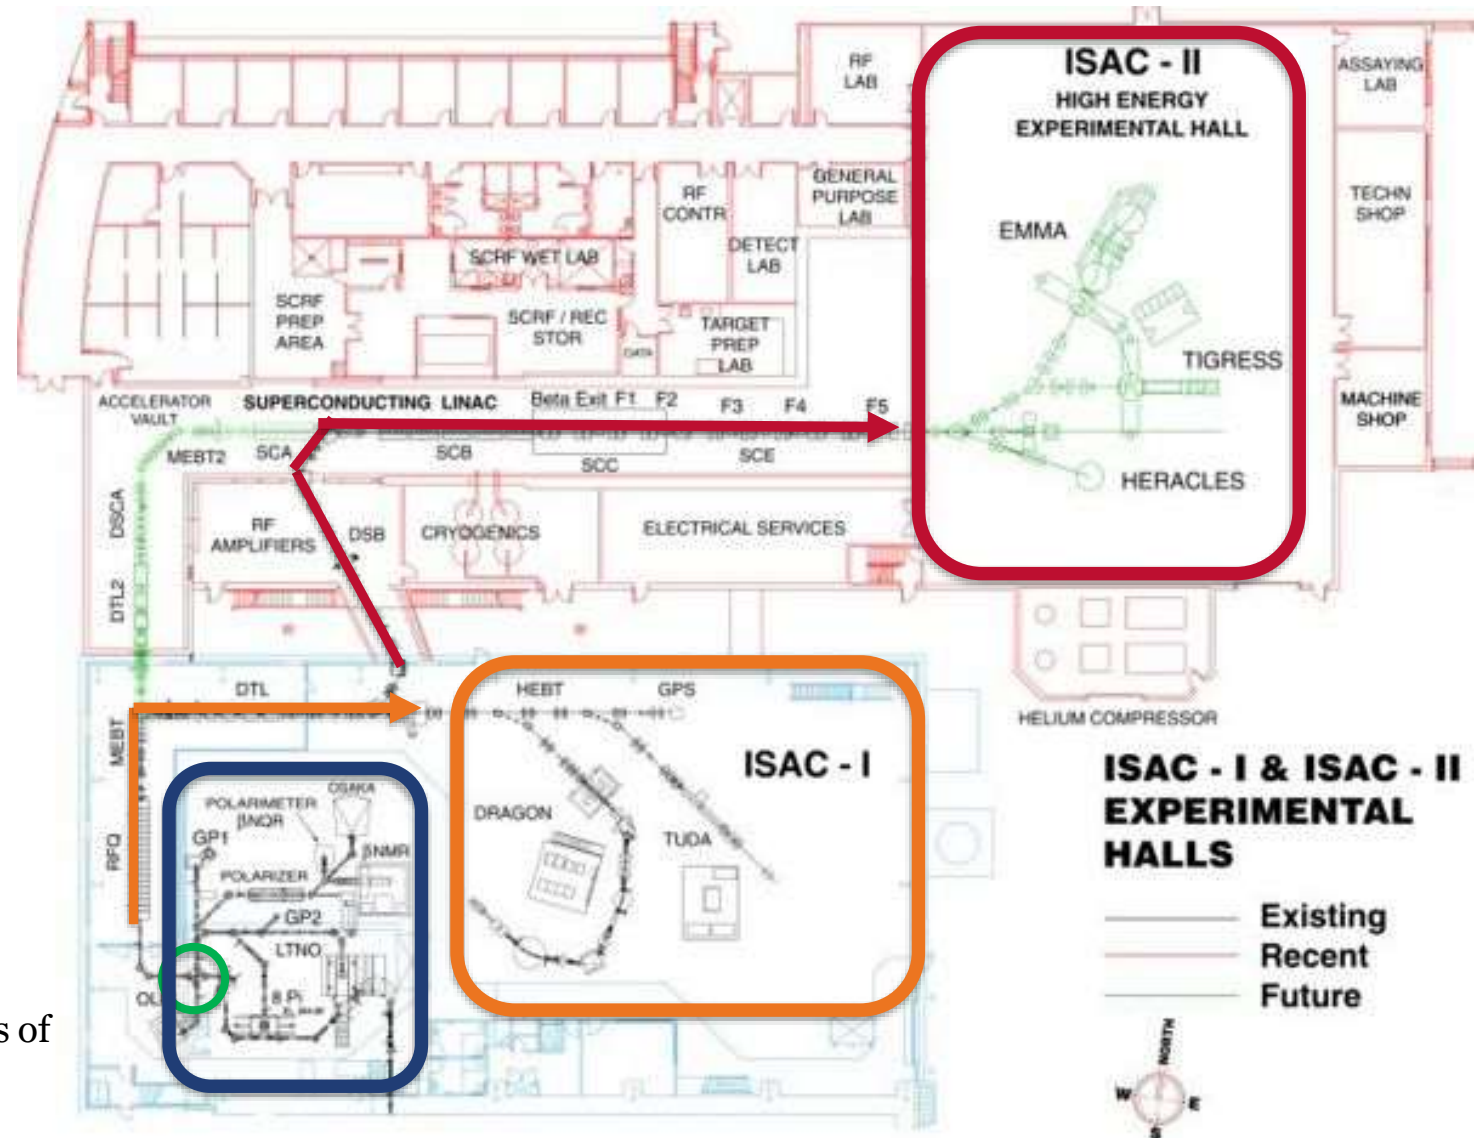 RF
LAB
ISAC - II
HIGH ENERGY
EXPERIMENTAL HALL
ASSAYING
LAB
GENERAL
PURPOSE
LAB
RF
CONTR
DETECT
LAB
TECHN
SHOP
EMMA
SCRF WET LAB
SCRF
PREP
AREA
SCRF / REC
STOR
DATA
TARGET
PREP
LAB
TIGRESS
MACHINE
SHOP
ACCELERATOR
VAULT
SUPERCONDUCTING LINAC
Beta Exit F1 F2 F3 F4 F5
MEBT2
SCA
SCB
SCC
SCE
HERACLES
DSCA
RF
AMPLIFIERS
DSB
CRYOGENICS
ELECTRICAL SERVICES
DTL2
DTL
HEBT
GPS
HELIUM COMPRESSOR
MEBT
ISAC - I
ISAC - I & ISAC - II
EXPERIMENTAL
HALLS
OSAKA
POLARIMETER
βNQR
GP1
βNMR
RFQ
POLARIZER
DRAGON
TUDA
GP2
LTNO
8 Pi
OL
s of
Existing
Recent
Future
NORTH
W
E
S